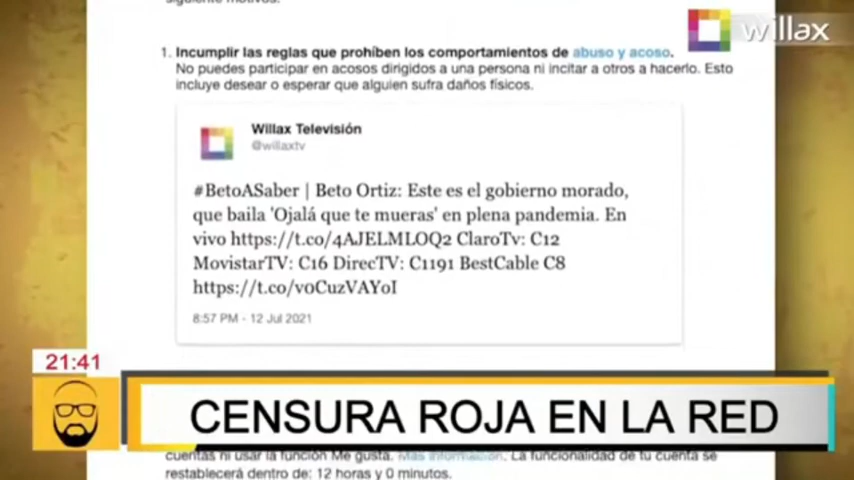 siguiente motivos.
willax
1. Incumplir las reglas que prohíben los comportamientos de abuso y acoso.
No puedes participar en acosos dirigidos a una persona ni incitar a otros a hacerlo. Esto
incluye desear o esperar que alguien sufra daños físicos.
Willax Televisión
@willaxtv
#BetoASaber | Beto Ortiz: Este es el gobierno morado,
que baila 'Ojalá que te mueras' en plena pandemia. En
vivo https://t.co/4AJELMLOQ2 ClaroTv: C12
MovistarTV: C16 DirecTV: C1191 BestCable C8
https://t.co/v0CuzVAYoI
8:57 PM - 12 Jul 2021
21:41
CENSURA ROJA EN LA RED
cuentas ni usar la función Me gusta. Más información. La funcionalidad de tu cuenta se
restablecerá dentro de: 12 horas y 0 minutos.